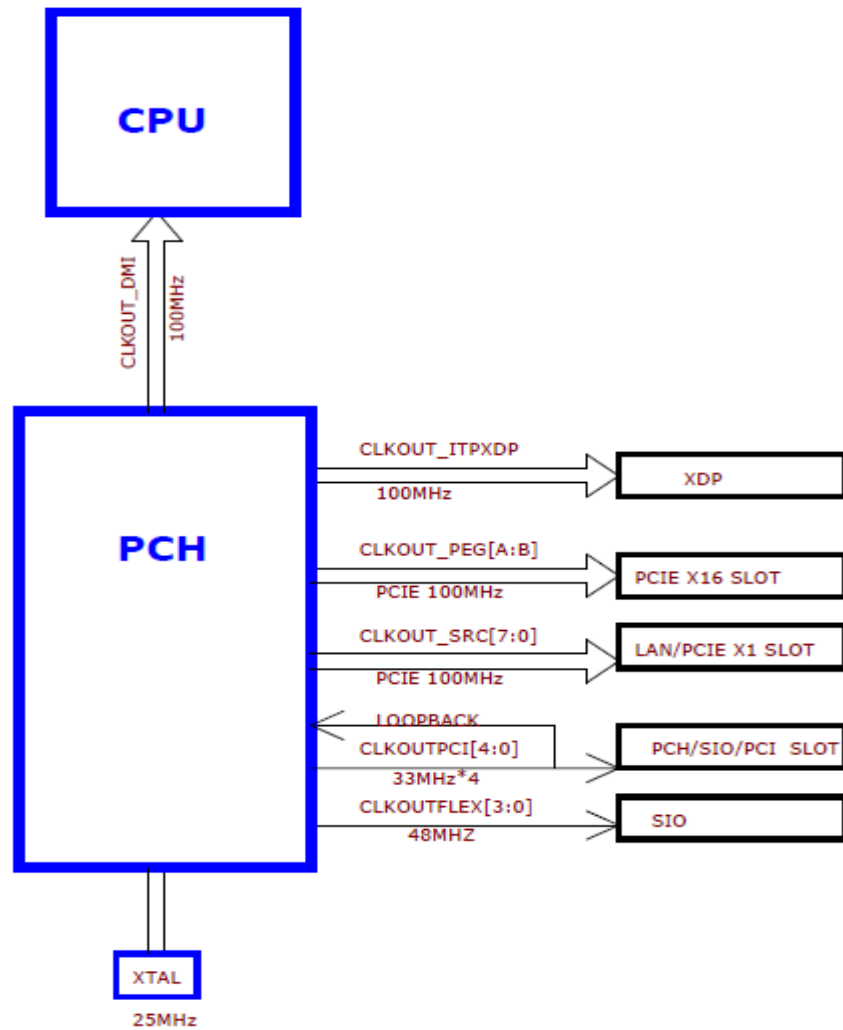 CPU
CLKOUT_DMI
100MHz
PCH
CLKOUT_ITPXDP
100MHz
XDP
CLKOUT_PEG[A:B]
PCIE 100MHz
PCIE X16 SLOT
CLKOUT_SRC[7:0]
PCIE 100MHz
LAN/PCIE X1 SLOT
LOOPBACK
CLKOUTPCI[4:0]
33MHz*4
PCH/SIO/PCI SLOT
CLKOUTFLEX[3:0]
48MHZ
SIO
XTAL
25MHz